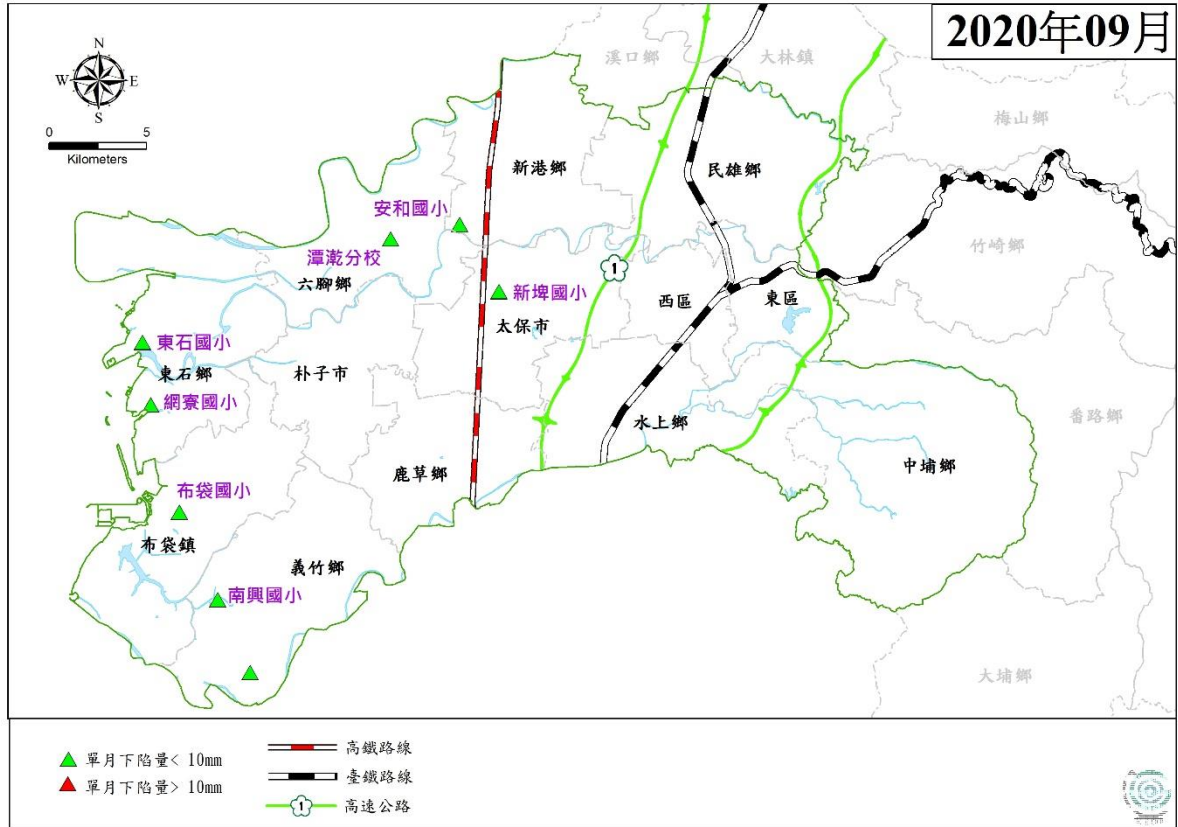 2020年09月
N
W E
S
0 5
Kilometers
溪口鄉
大林鎮
梅山鄉
新港鄉
民雄鄉
安和國小
潭漧分校
竹崎鄉
六腳鄉
1
新埤國小
西區
東區
太保市
東石國小
東石鄉
朴子市
網寮國小
水上鄉
番路鄉
鹿草鄉
中埔鄉
布袋國小
布袋鎮
義竹鄉
南興國小
大埔鄉
單月下陷量< 10mm
單月下陷量> 10mm
高鐵路線
臺鐵路線
1 高速公路